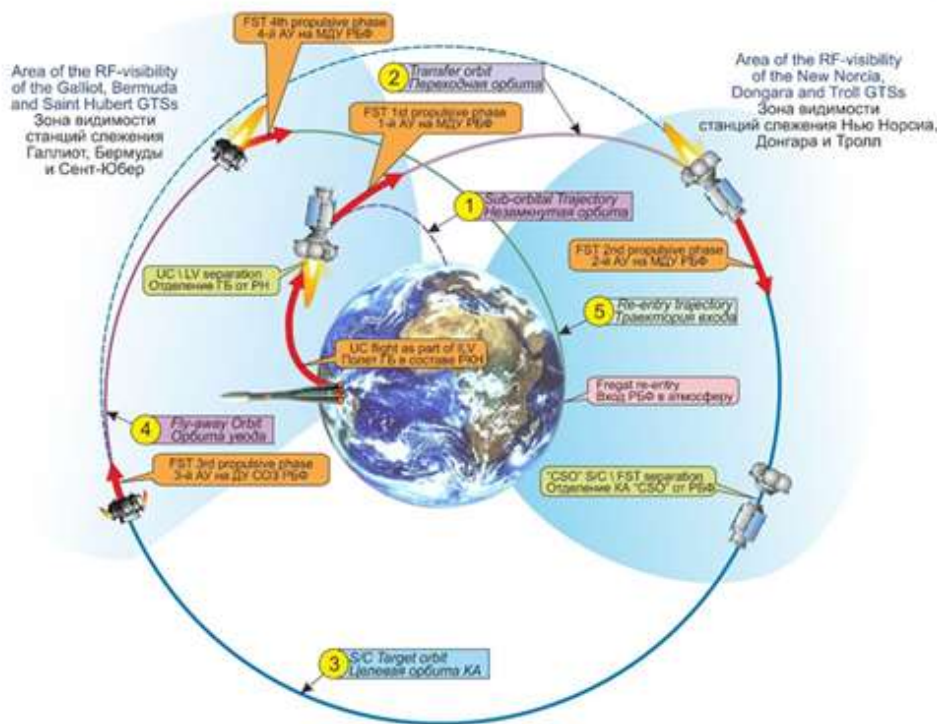 FST 4th propulsive phase
4-й АУ на МДУ РБФ
Area of the RF-visibility
of the Galliot, Bermuda
and Saint Hubert GTSs
Зона видимости
станций слежения
Галлиот, Бермуды
и Сент-Юбер
2
Transfer orbit
Переходная орбита
Area of the RF-visibility
of the New Norcia,
Dongara and Troll GTSs
Зона видимости
станций слежения Нью Норсиа,
Донгара и Тролл
FST 1st propulsive phase
1-й АУ на МДУ РБФ
1
Sub-orbital Trajectory
Незамкнутая орбита
UC \ LV separation
Отделение ГБ от РН
FST 2nd propulsive phase
2-й АУ на МДУ РБФ
5
Re-entry trajectory
Траектория входа
UC flight as part of ILV
Полет ГБ в составе РКН
Fregat re-entry
Вход РБФ в атмосферу
4
Fly-away Orbit
Орбита увода
FST 3rd propulsive phase
3-й АУ на ДУ СОЗ РБФ
"CSO" S/C \ FST separation
Отделение КА "CSO" от РБФ
3
S/C Target orbit
Целевая орбита КА